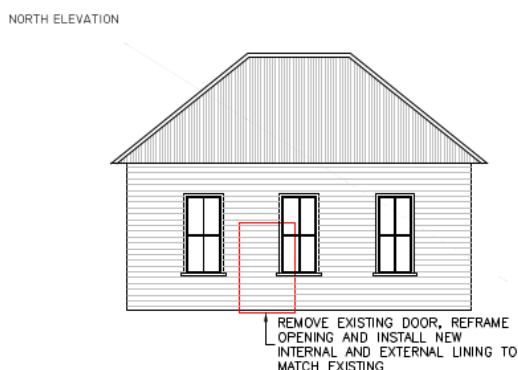 NORTH ELEVATION
REMOVE EXISTING DOOR, REFRAME
OPENING AND INSTALL NEW
INTERNAL AND EXTERNAL LINING TO
MATCH EXISTING